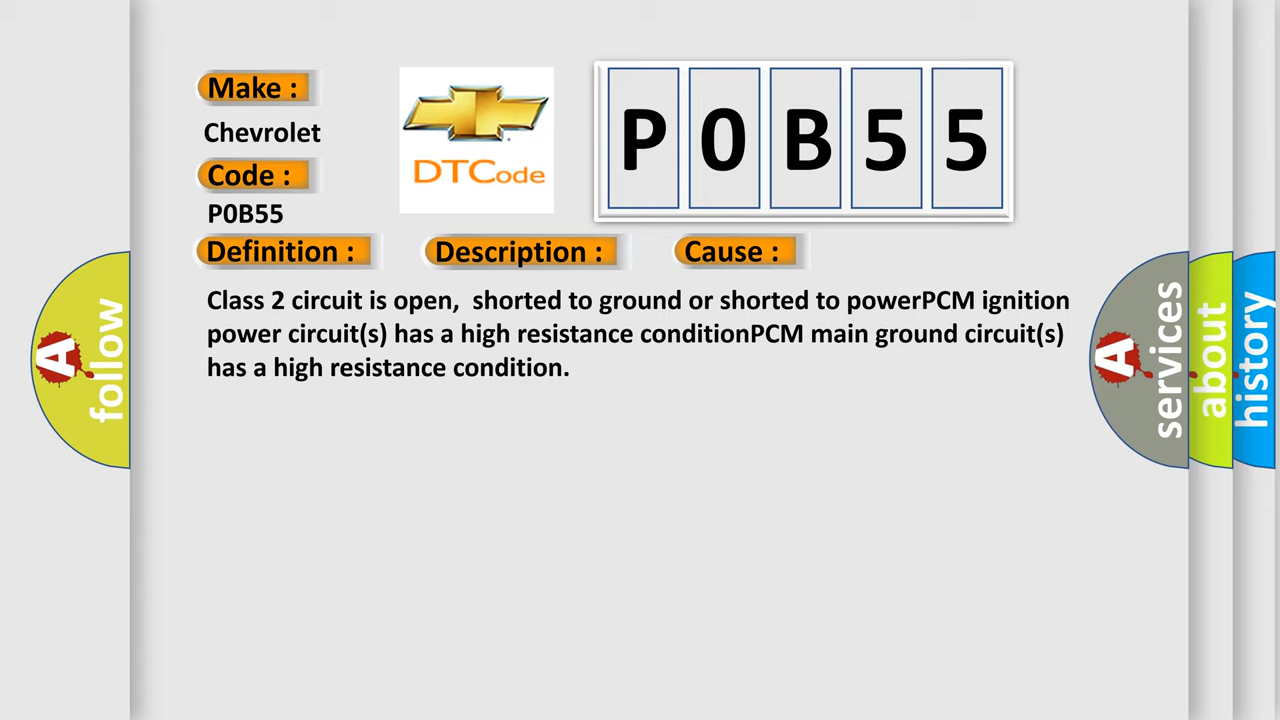 Make :
Chevrolet
Code :
P0B55
DTCode
P 0 B 5 5
Definition :
Description :
Cause :
Class 2 circuit is open,  shorted to ground or shorted to powerPCM ignition
power circuit(s) has a high resistance conditionPCM main ground circuit(s)
has a high resistance condition.
A follow
A services
about
history